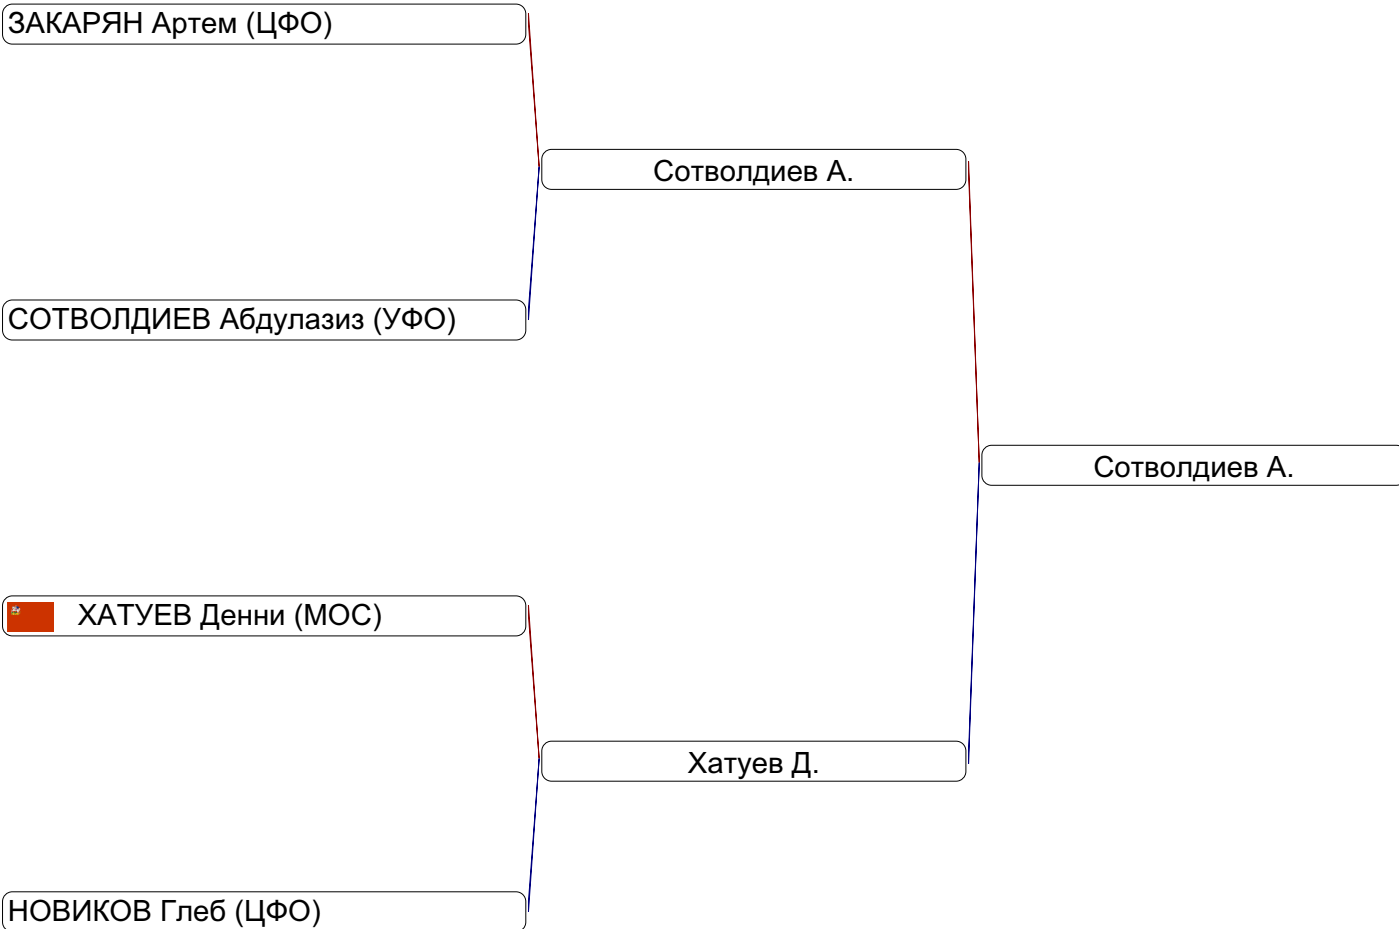 ЗАКАРЯН Артем (ЦФО)
Сотволдиев А.
СОТВОЛДИЕВ Абдулазиз (УФО)
Сотволдиев А.
ХАТУЕВ Денни (МОС)
Хатуев Д.
НОВИКОВ Глеб (ЦФО)